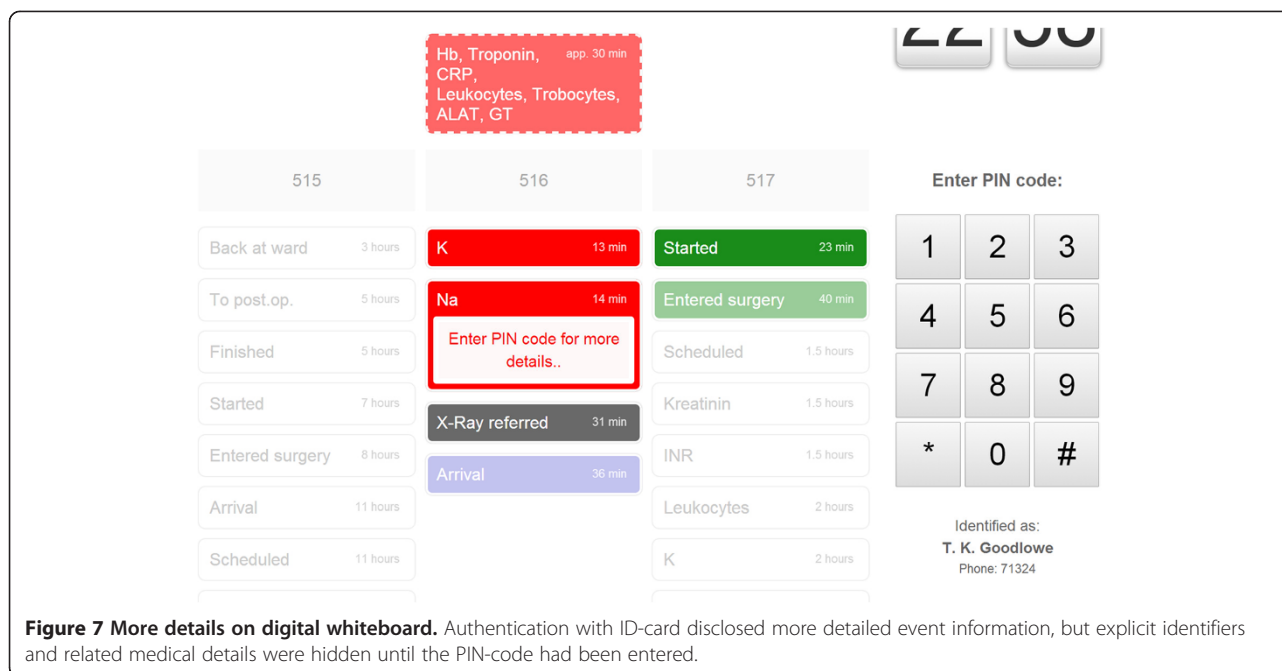 Hb, Troponin, app. 30 min
CRP,
Leukocytes, Trobocytes,
ALAT, GT
515
Back at ward 3 hours
To post.op. 5 hours
Finished 5 hours
Started 7 hours
Entered surgery 8 hours
Arrival 11 hours
Scheduled 11 hours
516
K 13 min
Na 14 min
Enter PIN code for more
details..
X-Ray referred 31 min
Arrival 36 min
517
Started 23 min
Entered surgery 40 min
Scheduled 1.5 hours
Kreatinin 1.5 hours
INR 1.5 hours
Leukocytes 2 hours
K 2 hours
Enter PIN code:
1 2 3
4 5 6
7 8 9
* 0 #
Identified as:
T. K. Goodlowe
Phone: 71324
Figure 7 More details on digital whiteboard. Authentication with ID-card disclosed more detailed event information, but explicit identifiers
and related medical details were hidden until the PIN-code had been entered.